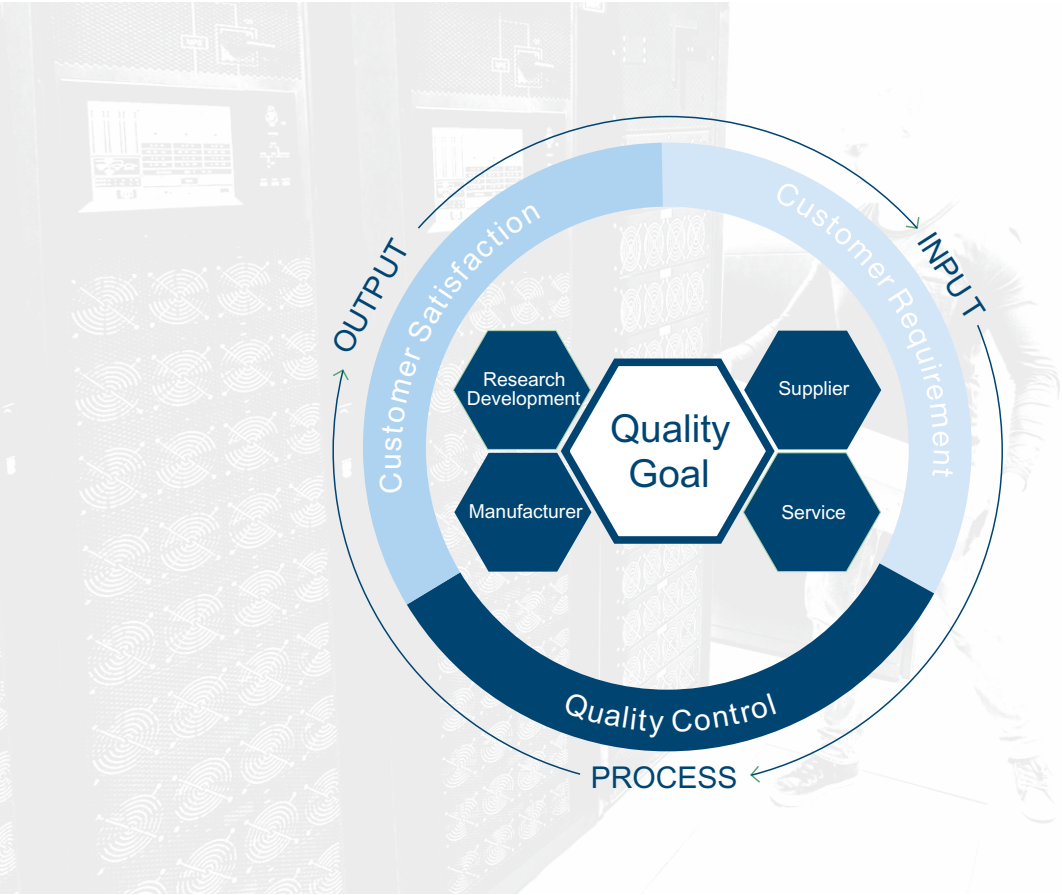 OUTPUT
INPUT
PROCESS
Customer Satisfaction
Customer Requirement
Quality Control
Research
Development
Manufacturer
Quality
Goal
Supplier
Service